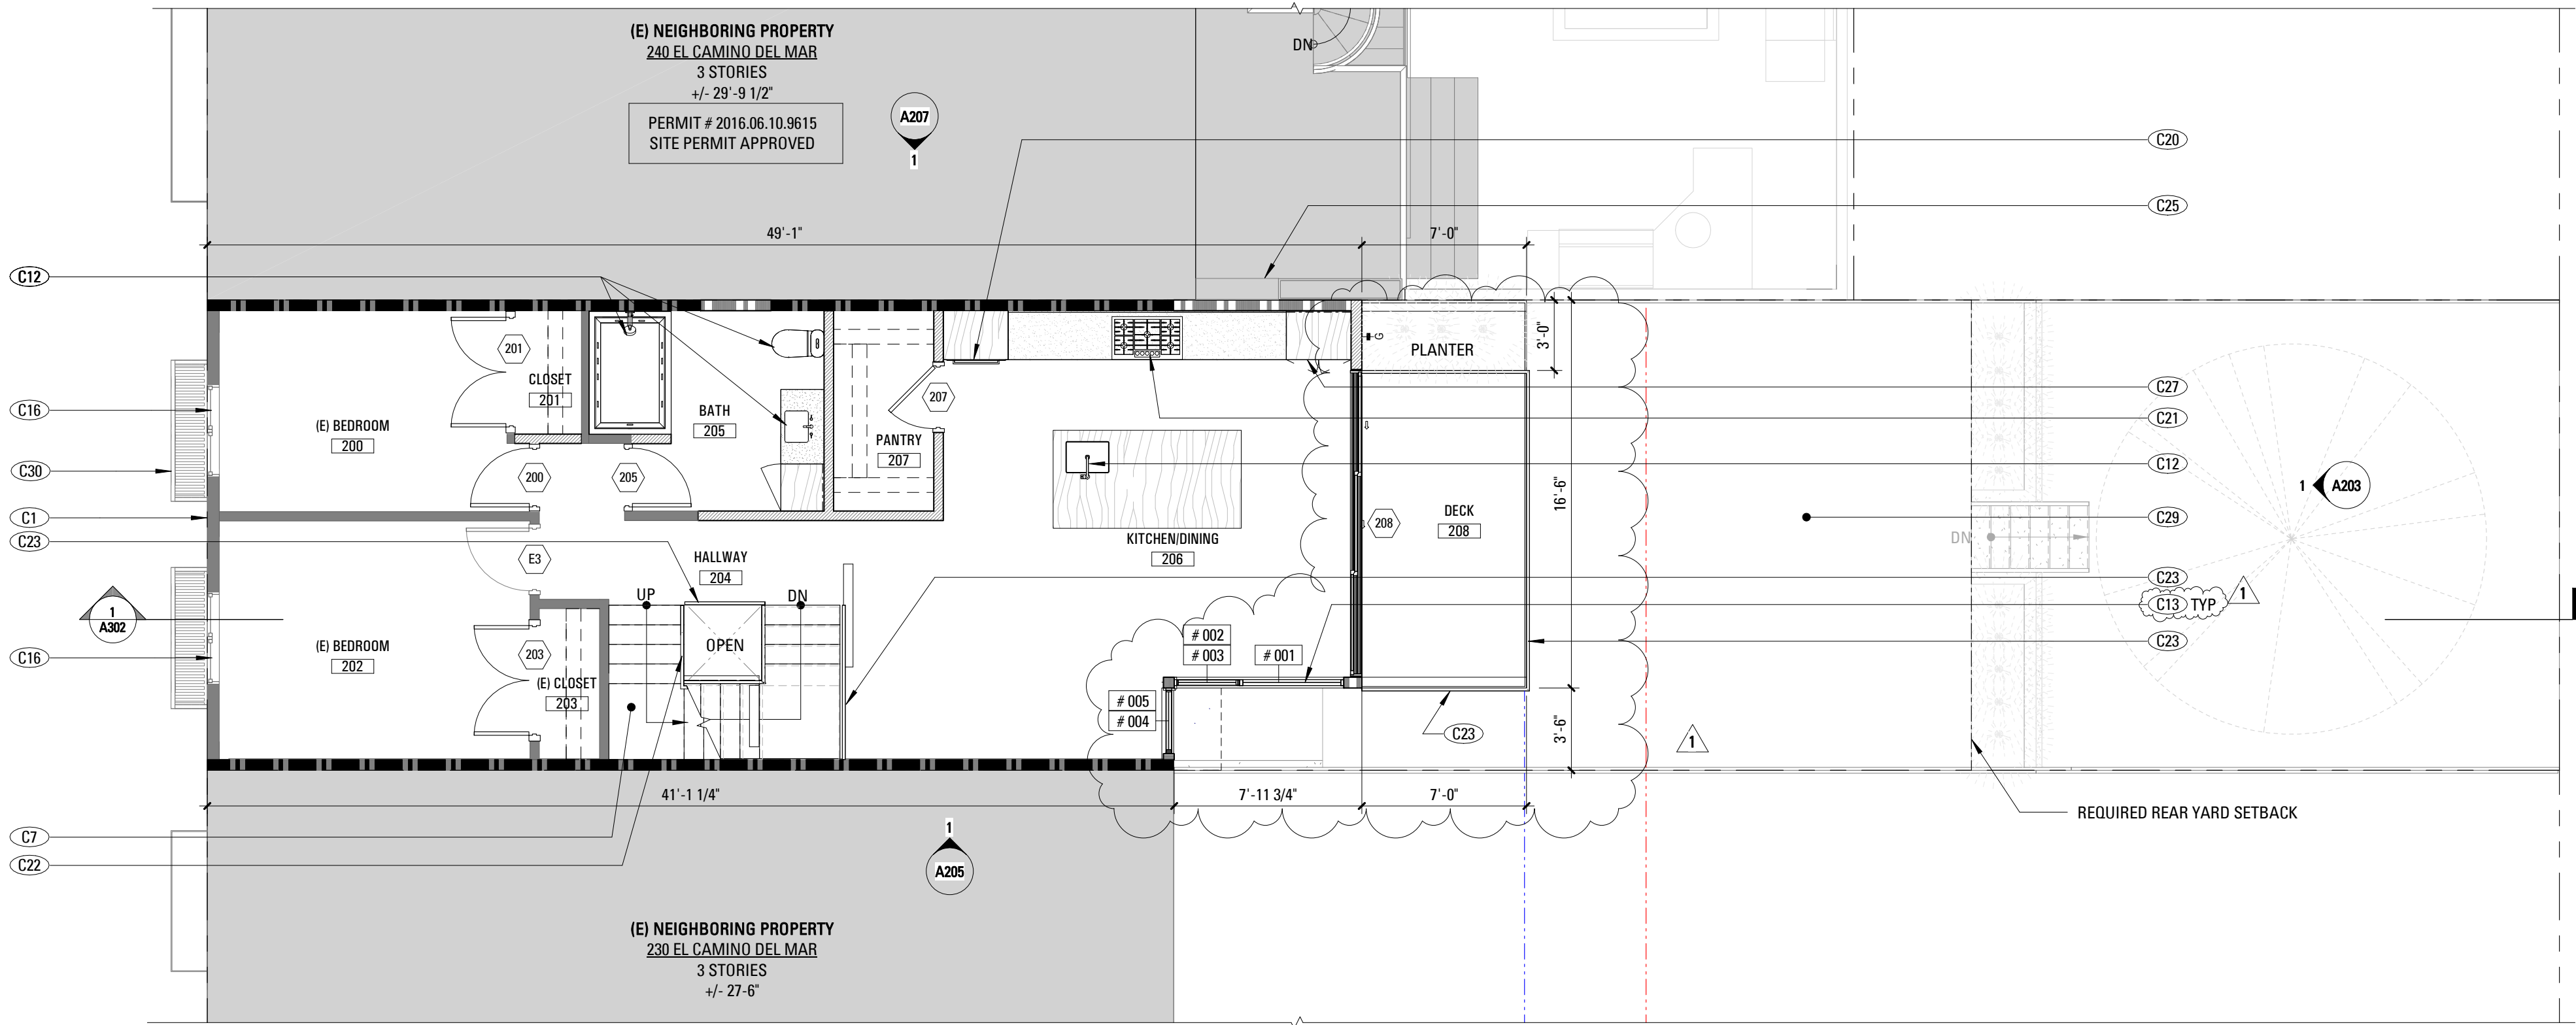 (E) NEIGHBORING PROPERTY
240 EL CAMINO DEL MAR
3 STORIES
+/- 29'-9 1/2"
PERMIT # 2016.06.10.9615
SITE PERMIT APPROVED
A207
1
DN
C20
C25
49'-1"
7'-0"
C12
C16
C30
C1
C23
1
A302
C16
C7
C22
201
CLOSET
201
(E) BEDROOM
200
BATH
205
200
205
PANTRY
207
207
G
PLANTER
3'-0"
C27
C21
C12
1
A203
16'-6"
DECK
208
208
C29
KITCHEN/DINING
206
DN
E3
HALLWAY
204
UP
DN
C23
C13 TYP
1
C23
OPEN
(E) BEDROOM
202
203
(E) CLOSET
203
# 002
# 003
# 001
# 005
# 004
C23
3'-6"
1
41'-1 1/4"
7'-11 3/4"
7'-0"
REQUIRED REAR YARD SETBACK
1
A205
(E) NEIGHBORING PROPERTY
230 EL CAMINO DEL MAR
3 STORIES
+/- 27-6"